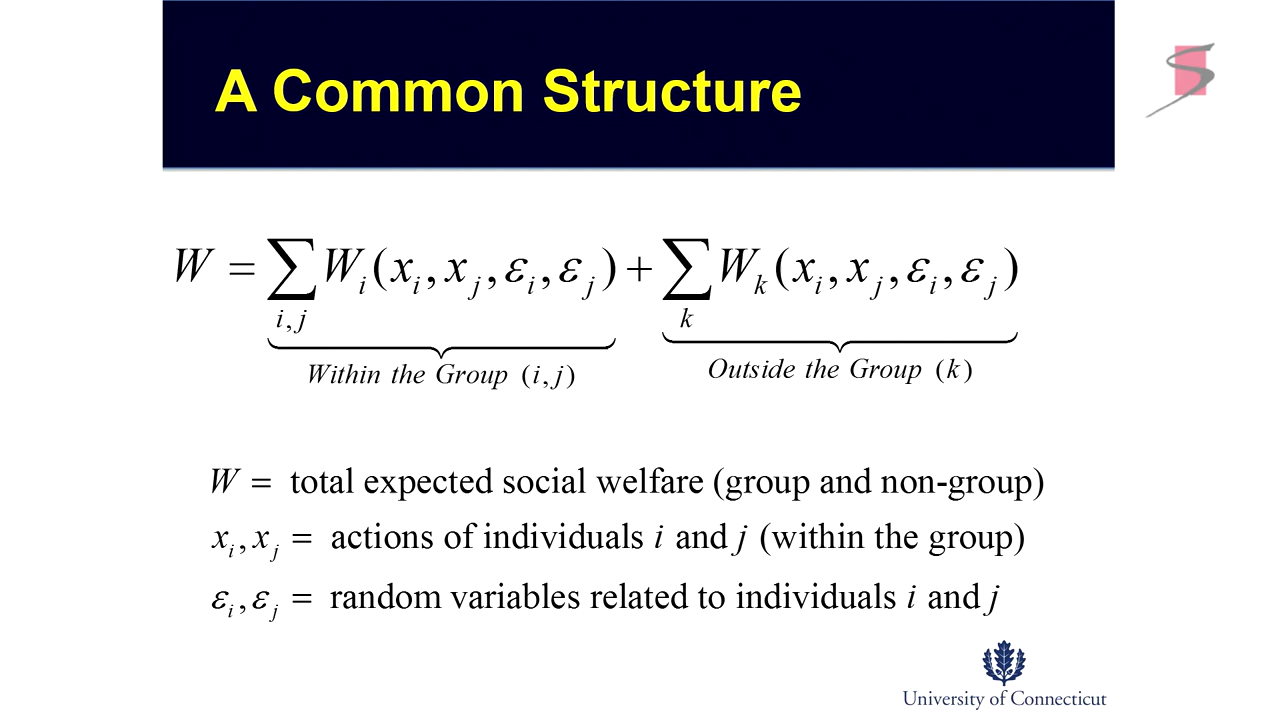 A Common Structure
W = ∑_{i,j} W_i(x_i, x_j, ε_i, ε_j) + ∑_k W_k(x_i, x_j, ε_i, ε_j)
Within the Group (i, j) Outside the Group (k)
W = total expected social welfare (group and non-group)
x_i, x_j = actions of individuals i and j (within the group)
ε_i, ε_j = random variables related to individuals i and j
University of Connecticut